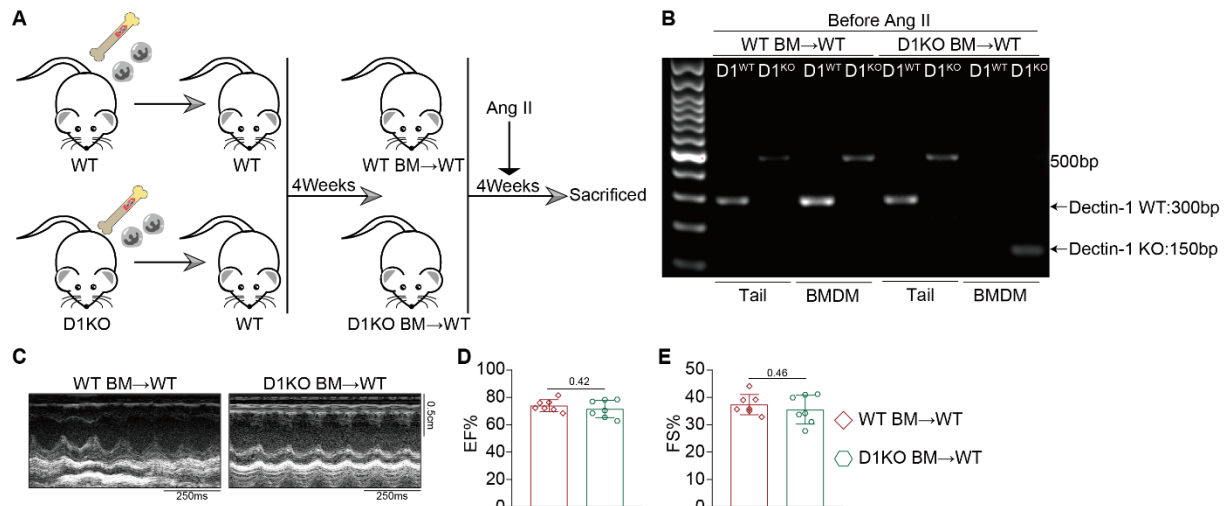 A
WT
WT
4Weeks
WT BM→WT
Ang II
4Weeks
Sacrificed
D1KO
WT
D1KO BM→WT
B
Before Ang II
WT BM→WT D1KO BM→WT
D1WT D1KO D1WT D1KO D1WT D1KO D1WT D1KO
500bp
←Dectin-1 WT:300bp
←Dectin-1 KO:150bp
Tail BMDM Tail BMDM
C
WT BM→WT D1KO BM→WT
0.5cm
250ms 250ms
D
EF%
100
80
60
40
20
0
0.42
E
FS%
50
40
30
20
10
0
0.46
WT BM→WT
D1KO BM→WT